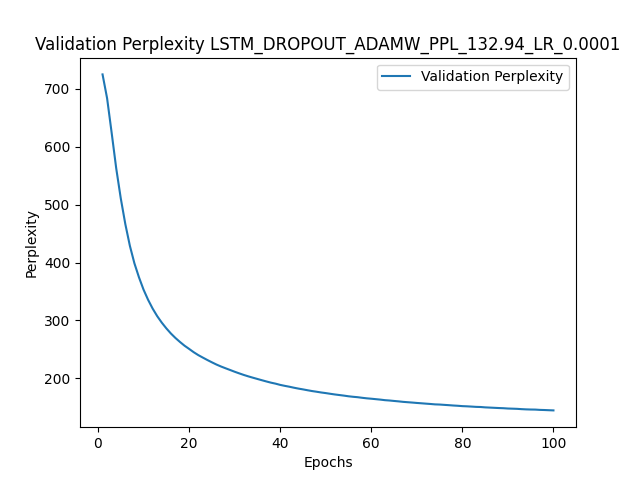 Validation Perplexity LSTM_DROPOUT_ADAMW_PPL_132.94_LR_0.0001
Validation Perplexity
700
600
500
400
300
200
Perplexity
0 20 40 60 80 100
Epochs